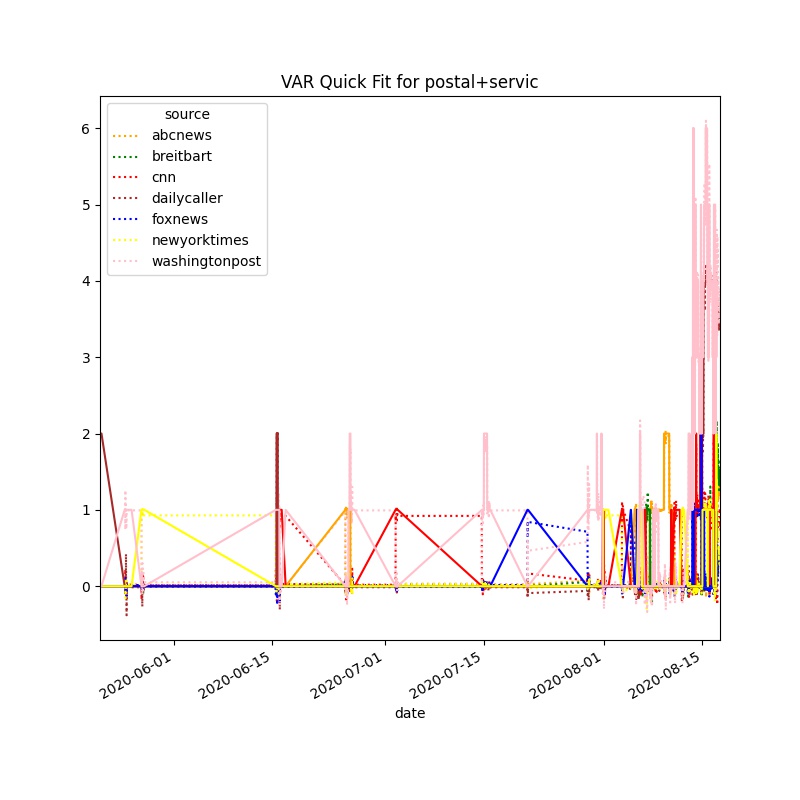 VAR Quick Fit for postal+servic
source
abcnews
breitbart
cnn
dailycaller
foxnews
newyorktimes
washingtonpost
6
5
4
3
2
1
0
2020-06-01
2020-06-15
2020-07-01
2020-07-15
2020-08-01
2020-08-15
date